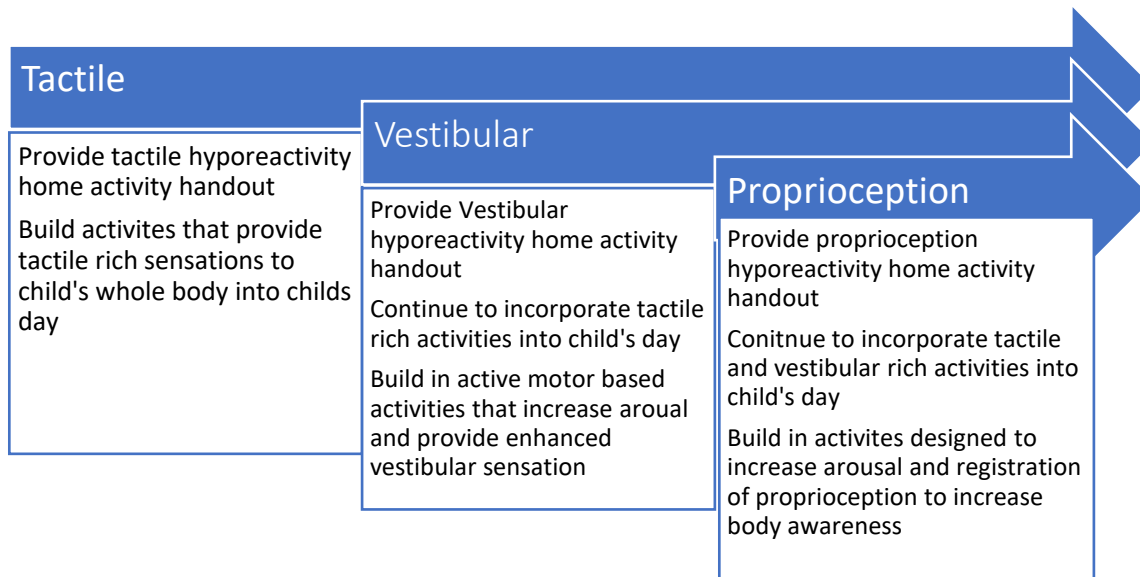 Tactile
Provide tactile hyporeactivity
home activity handout
Build activites that provide
tactile rich sensations to
child's whole body into childs
day
Vestibular
Provide Vestibular
hyporeactivity home activity
handout
Continue to incorporate tactile
rich activities into child's day
Build in active motor based
activities that increase aroual
and provide enhanced
vestibular sensation
Proprioception
Provide proprioception
hyporeactivity home activity
handout
Conitnue to incorporate tactile
and vestibular rich activities into
child's day
Build in activites designed to
increase arousal and registration
of proprioception to increase
body awareness